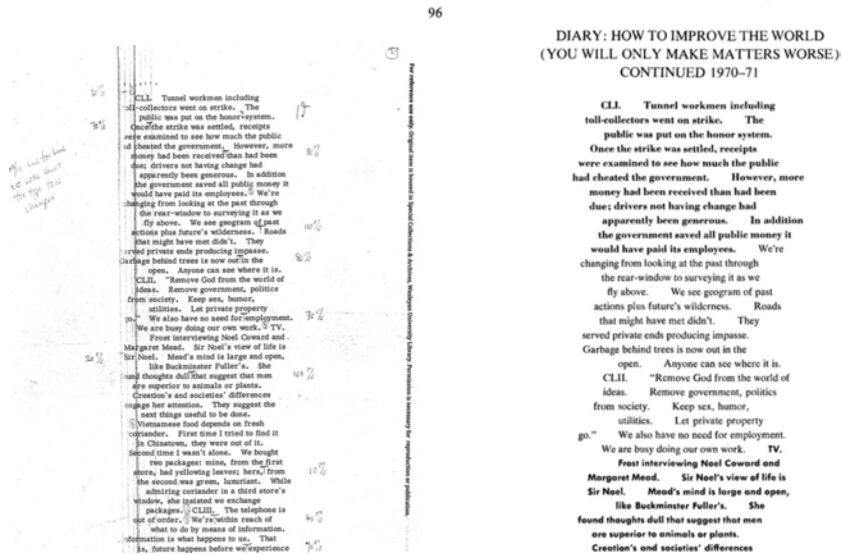 96
CLI. Tunnel workmen including
toll-collectors went on strike. The
public was put on the honor system.
Once the strike was settled, receipts
were examined to see how much the public
had cheated the government. However, more
money had been received than had been
due; drivers not having change had
apparently been generous. In addition
the government saved all public money it
would have paid its employees. We're
changing from looking at the past through
the rear-window to surveying it as we
fly above. We see geogram of past
actions plus future's wilderness. Roads
that might have met didn't. They
served private ends producing impasse.
Garbage behind trees is now out in the
open. Anyone can see where it is.
CLII. "Remove God from the world of
ideas. Remove government, politics
from society. Keep sex, humor,
utilities. Let private property
go." We also have no need for employment.
We are busy doing our own work. TV.
Frost interviewing Noel Coward and
Margaret Mead. Sir Noel's view of life is
Sir Noel. Mead's mind is large and open,
like Buckminster Fuller's. She
found thoughts dull that suggest that men
are superior to animals or plants.
Creation's and societies' differences
engage her attention. They suggest the
next things useful to be done.
Vietnamese food depends on fresh
coriander. First time I tried to find it
in Chinatown, they were out of it.
Second time I wasn't alone. We bought
two packages: mine, from the first
store, had yellowing leaves; hers, from
the second was green, luxuriant. While
admiring coriander in a third store's
window, she insisted we exchange
packages. CLIII. The telephone is
out of order. We're within reach of
what to do by means of information.
Information is what happens to us. That
is, future happens before we experience
For reference use only. Original item is housed in Special Collections & Archives, Wesleyan University Library. Permission is necessary for reproduction or publication.
DIARY: HOW TO IMPROVE THE WORLD
(YOU WILL ONLY MAKE MATTERS WORSE)
CONTINUED 1970–71
CLI. Tunnel workmen including
toll-collectors went on strike. The
public was put on the honor system.
Once the strike was settled, receipts
were examined to see how much the public
had cheated the government. However, more
money had been received than had been
due; drivers not having change had
apparently been generous. In addition
the government saved all public money it
would have paid its employees. We're
changing from looking at the past through
the rear-window to surveying it as we
fly above. We see geogram of past
actions plus future's wilderness. Roads
that might have met didn't. They
served private ends producing impasse.
Garbage behind trees is now out in the
open. Anyone can see where it is.
CLII. "Remove God from the world of
ideas. Remove government, politics
from society. Keep sex, humor,
utilities. Let private property
go." We also have no need for employment.
We are busy doing our own work. TV.
Frost interviewing Noel Coward and
Margaret Mead. Sir Noel's view of life is
Sir Noel. Mead's mind is large and open,
like Buckminster Fuller's. She
found thoughts dull that suggest that men
are superior to animals or plants.
Creation's and societies' differences